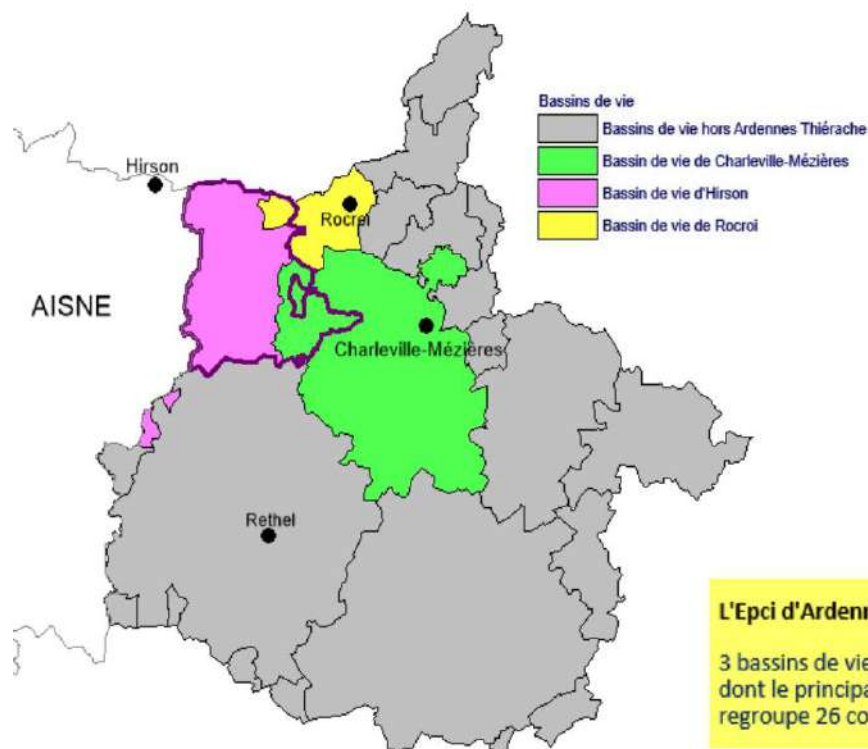 Bassins de vie
Bassins de vie hors Ardennes Thiérache
Bassin de vie de Charleville-Mézières
Bassin de vie d'Hirson
Bassin de vie de Rocroi
Hirson
Rocroi
AISNE
Charleville-Mézières
Rethel
L'Epci d'Ardenn
3 bassins de vie
dont le principa
regroupe 26 co